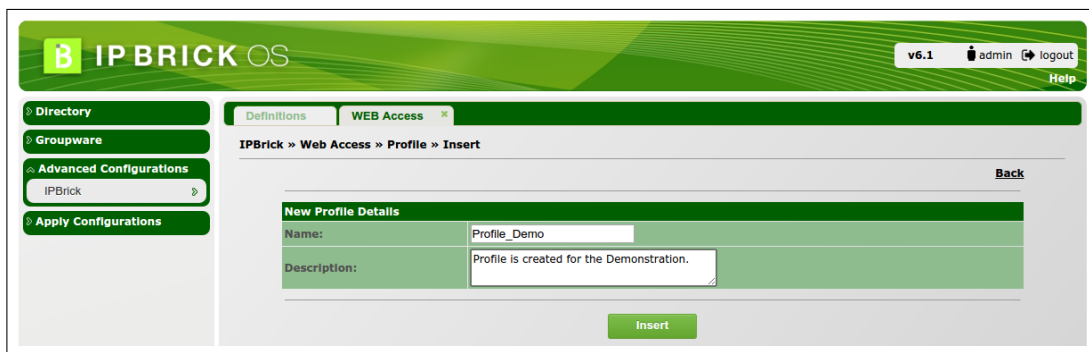 IPBRICK OS
v6.1 admin logout
Help
Directory
Groupware
Advanced Configurations
IPBrick
Apply Configurations
Definitions WEB Access ×
IPBrick » Web Access » Profile » Insert
Back
New Profile Details
Name: Profile_Demo
Description: Profile is created for the Demonstration.
Insert